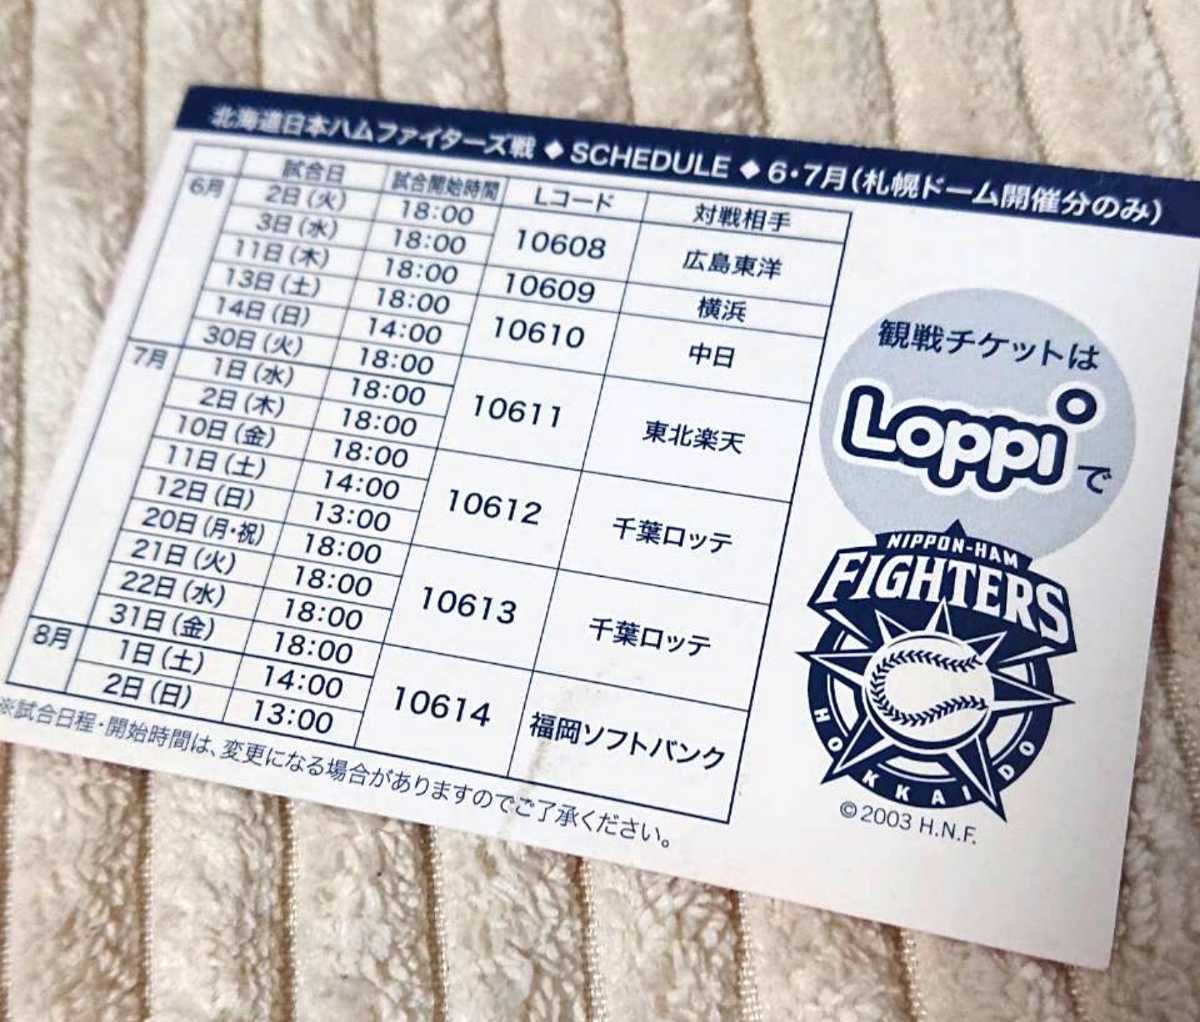 北海道日本ハムファイターズ戦 ◆ SCHEDULE ◆ 6・7月(札幌ドーム開催分のみ)
試合日 試合開始時間 Lコード 対戦相手
6月 2日(火) 18:00 10608 広島東洋
3日(水) 18:00
11日(木) 18:00 10609 横浜
13日(土) 18:00 10610 中日
14日(日) 14:00
30日(火) 18:00 10611 東北楽天
7月 1日(水) 18:00
2日(木) 18:00
10日(金) 18:00 10612 千葉ロッテ
11日(土) 14:00
12日(日) 13:00
20日(月・祝) 18:00 10613 千葉ロッテ
21日(火) 18:00
22日(水) 18:00
31日(金) 18:00 10614 福岡ソフトバンク
8月 1日(土) 14:00
2日(日) 13:00
※試合日程・開始時間は、変更になる場合がありますのでご了承ください。
観戦チケットは
Loppi
で
NIPPON-HAM
FIGHTERS
HOKKAIDO
©2003 H.N.F.